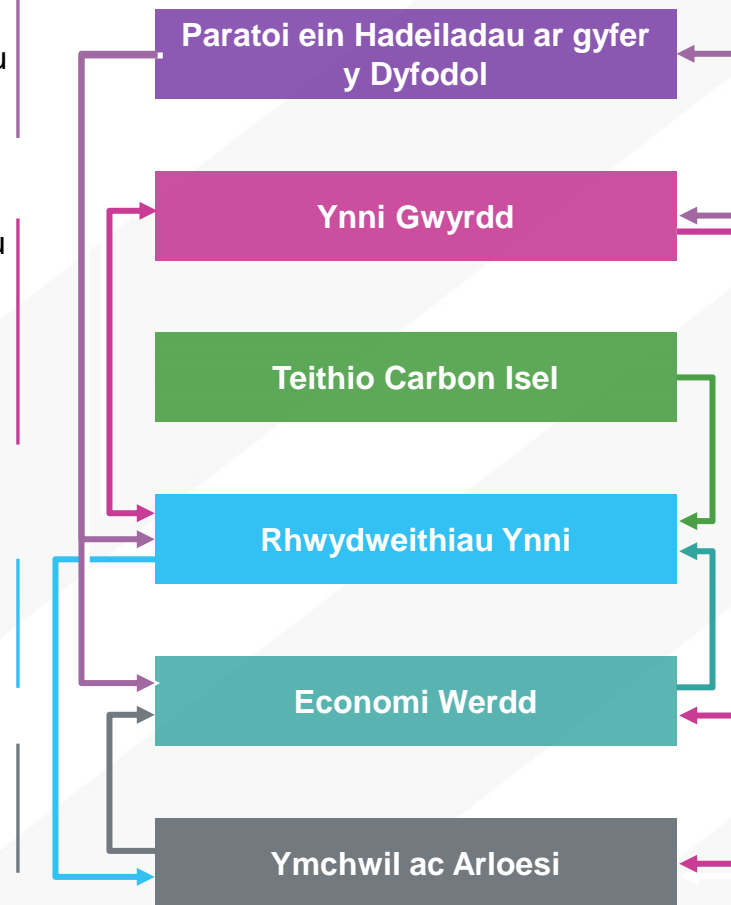 Paratoi ein Hadeiladau ar gyfer
y Dyfodol
Ynni Gwyrdd
Teithio Carbon Isel
Rhwydweithiau Ynni
Economi Werdd
Ymchwil ac Arloesi